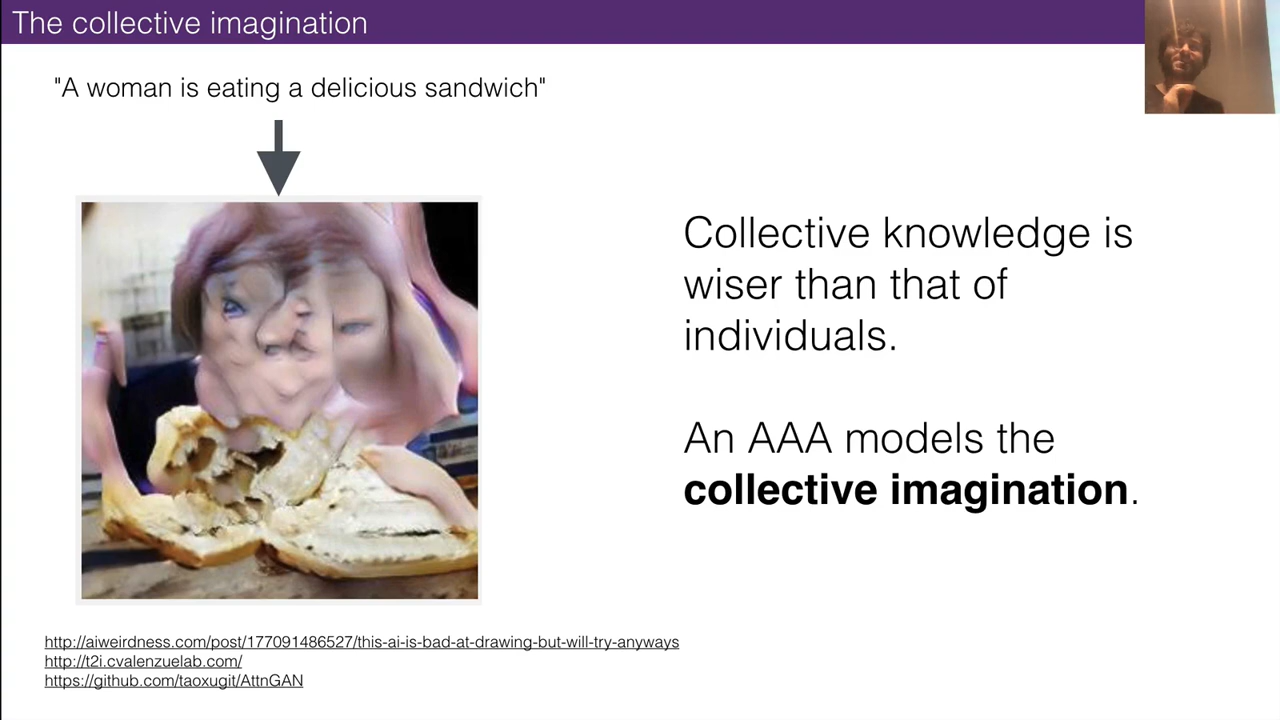 The collective imagination
"A woman is eating a delicious sandwich"
Collective knowledge is
wiser than that of
individuals.
An AAA models the
collective imagination.
http://aiweirdness.com/post/177091486527/this-ai-is-bad-at-drawing-but-will-try-anyways
http://t2i.cvalenzuelab.com/
https://github.com/taoxugit/AttnGAN